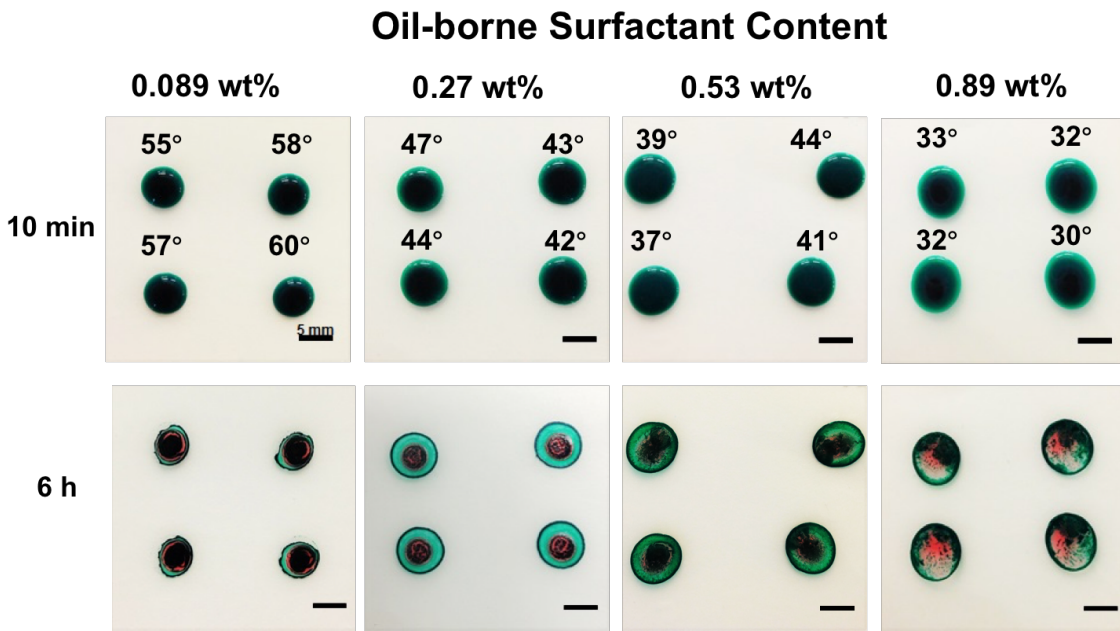 Oil-borne Surfactant Content
0.089 wt% 0.27 wt% 0.53 wt% 0.89 wt%
10 min
55° 58° 47° 43° 39° 44° 33° 32°
57° 60° 44° 42° 37° 41° 32° 30°
5 mm
6 h